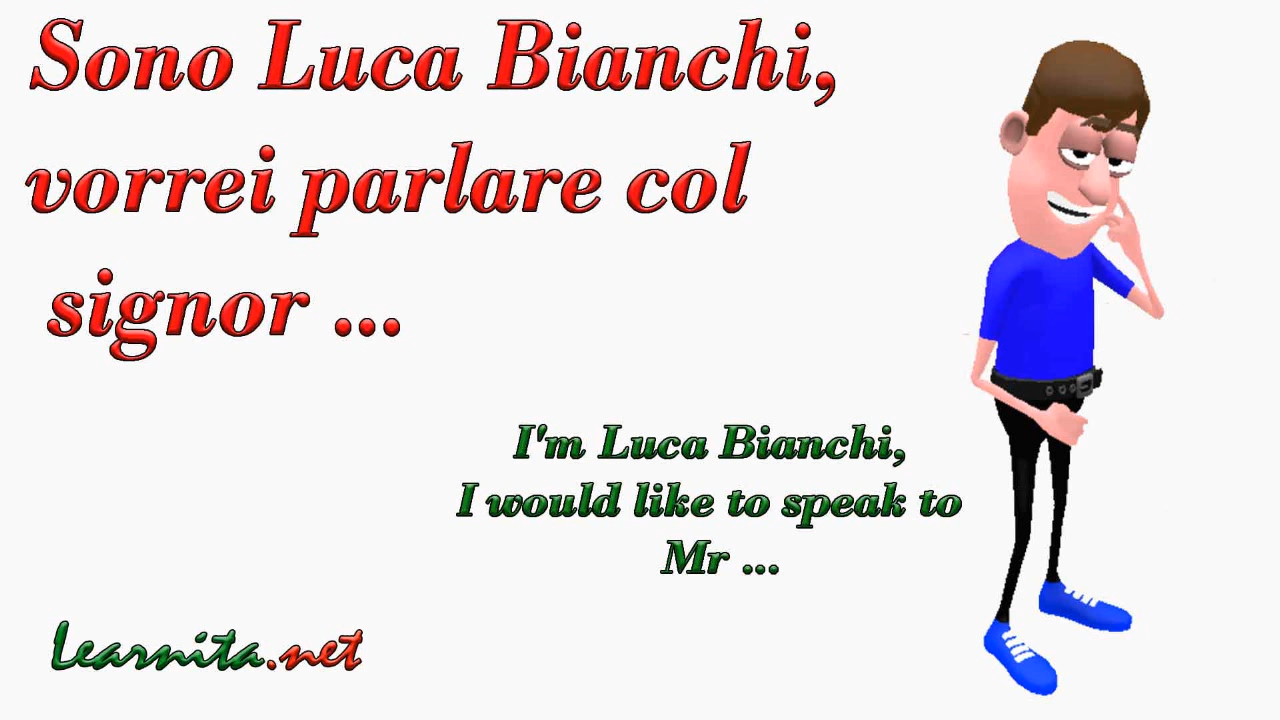 Sono Luca Bianchi,
vorrei parlare col
signor ...
I'm Luca Bianchi,
I would like to speak to
Mr ...
Learnita.net